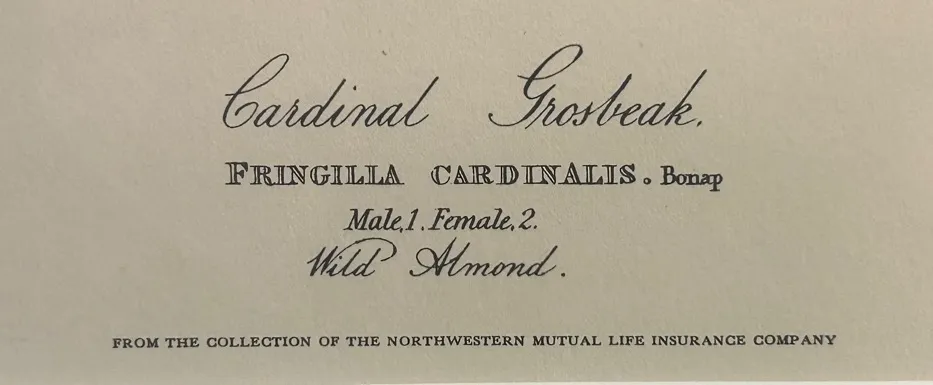 Cardinal Grosbeak.
FRINGILLA CARDINALIS. Bonap
Male, 1. Female, 2.
Wild Almond.
FROM THE COLLECTION OF THE NORTHWESTERN MUTUAL LIFE INSURANCE COMPANY